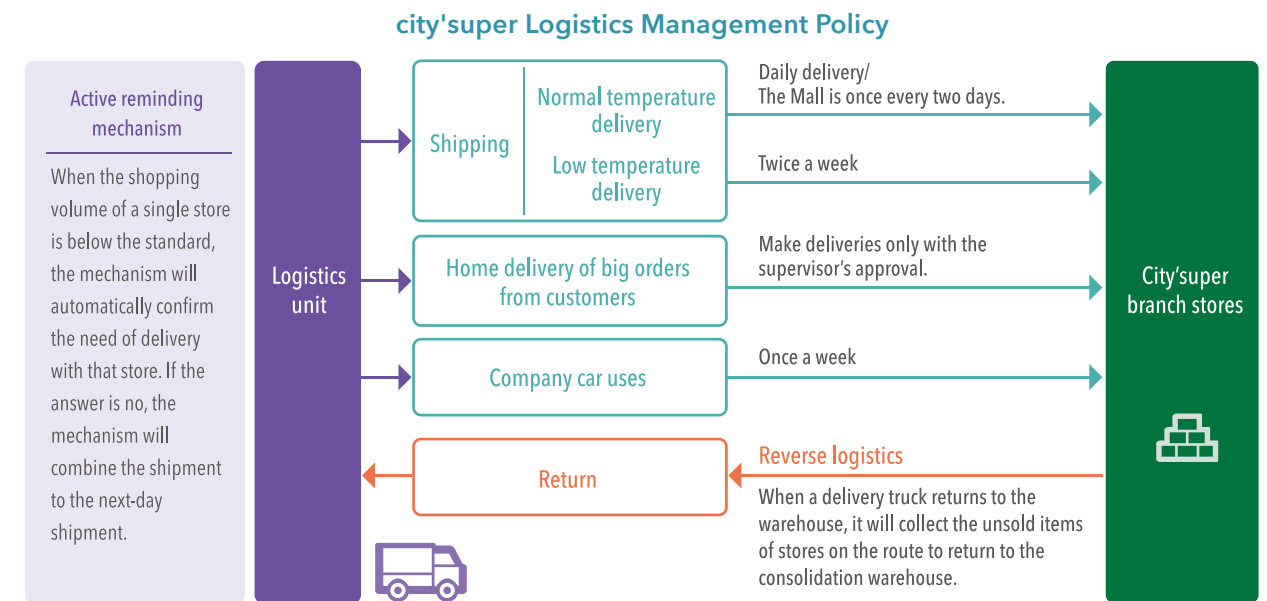 city'super Logistics Management Policy
Active reminding
mechanism
When the shopping
volume of a single store
is below the standard,
the mechanism will
automatically confirm
the need of delivery
with that store. If the
answer is no, the
mechanism will
combine the shipment
to the next-day
shipment.
Logistics
unit
Shipping
Normal temperature
delivery
Low temperature
delivery
Daily delivery/
The Mall is once every two days.
Twice a week
Home delivery of big orders
from customers
Make deliveries only with the
supervisor’s approval.
Company car uses
Once a week
Return
Reverse logistics
When a delivery truck returns to the
warehouse, it will collect the unsold items
of stores on the route to return to the
consolidation warehouse.
City’super
branch stores